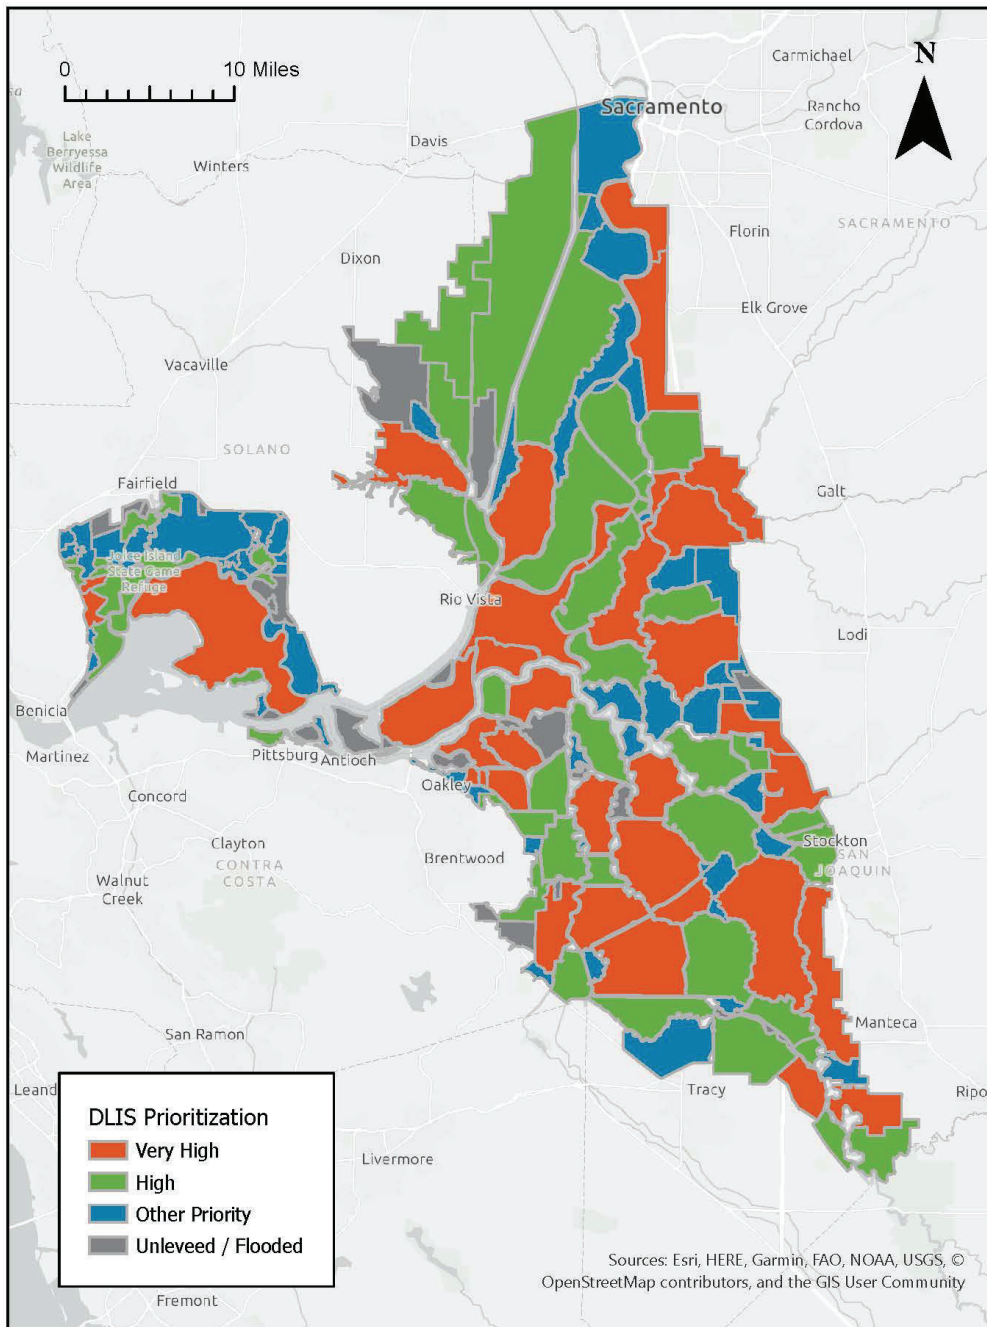 0 10 Miles
N
Carmichael
Sacramento
Rancho
Cordova
Lake
Berryessa
Wildlife
Area
Davis
Winters
SACRAMENTO
Florin
Dixon
Elk Grove
Vacaville
SOLANO
Fairfield
Galt
Joice Island
State Game
Refuge
Rio Vista
Lodi
Benicia
Martinez
Pittsburg
Antioch
Oakley
Concord
Clayton
CONTRA
COSTA
Brentwood
Stockton
SAN
JOAQUIN
Walnut
Creek
San Ramon
Manteca
Leand
Tracy
Ripo
Livermore
Fremont
DLIS Prioritization
Very High
High
Other Priority
Unleveed / Flooded
Sources: Esri, HERE, Garmin, FAO, NOAA, USGS, ©
OpenStreetMap contributors, and the GIS User Community